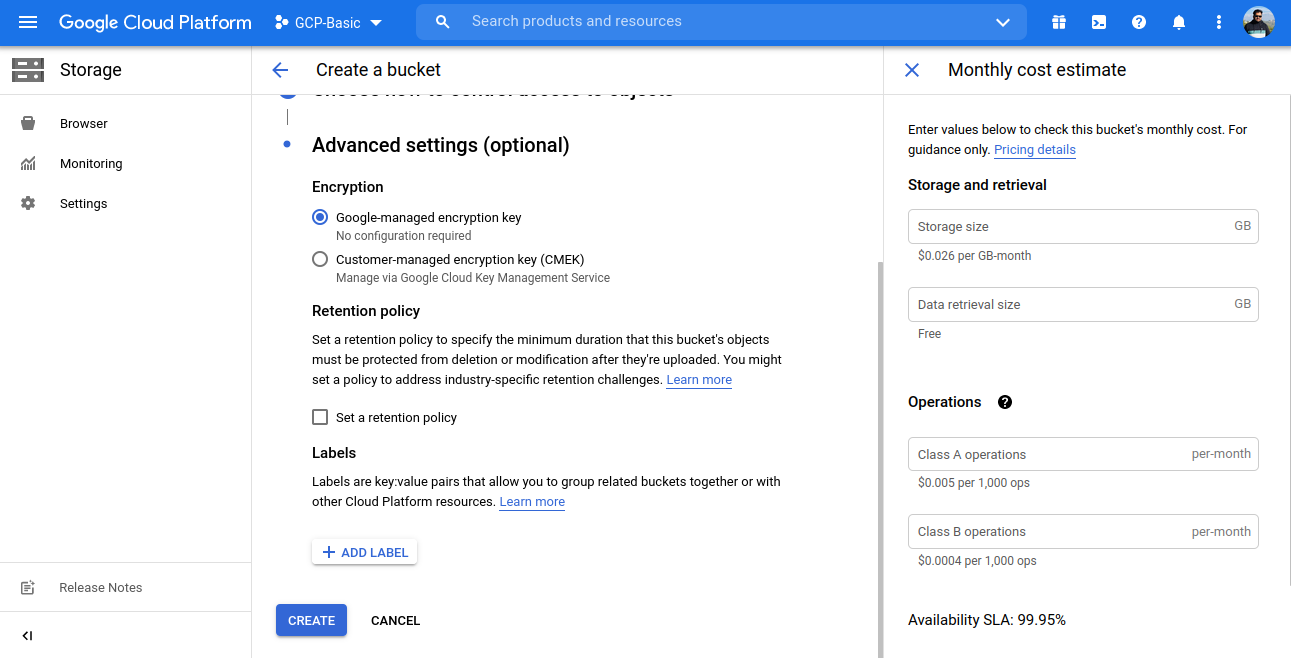 Google Cloud Platform
GCP-Basic
Search products and resources
Storage
Browser
Monitoring
Settings
Release Notes
Create a bucket
Choose how to control access to objects
Advanced settings (optional)
Encryption
Google-managed encryption key
No configuration required
Customer-managed encryption key (CMEK)
Manage via Google Cloud Key Management Service
Retention policy
Set a retention policy to specify the minimum duration that this bucket's objects
must be protected from deletion or modification after they're uploaded. You might
set a policy to address industry-specific retention challenges. Learn more
Set a retention policy
Labels
Labels are key:value pairs that allow you to group related buckets together or with
other Cloud Platform resources. Learn more
+ ADD LABEL
CREATE
CANCEL
Monthly cost estimate
Enter values below to check this bucket's monthly cost. For
guidance only. Pricing details
Storage and retrieval
Storage size GB
$0.026 per GB-month
Data retrieval size GB
Free
Operations
Class A operations per-month
$0.005 per 1,000 ops
Class B operations per-month
$0.0004 per 1,000 ops
Availability SLA: 99.95%